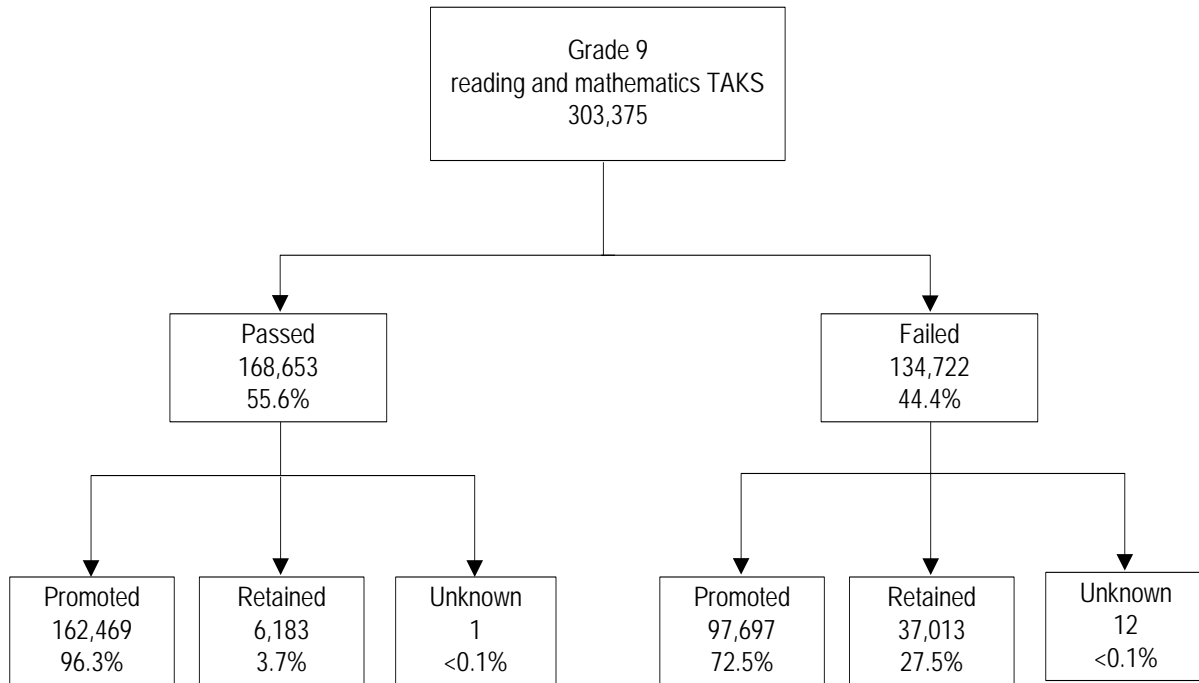 Grade 9
reading and mathematics TAKS
303,375
Passed
168,653
55.6%
Failed
134,722
44.4%
Promoted
162,469
96.3%
Retained
6,183
3.7%
Unknown
1
<0.1%
Promoted
97,697
72.5%
Retained
37,013
27.5%
Unknown
12
<0.1%